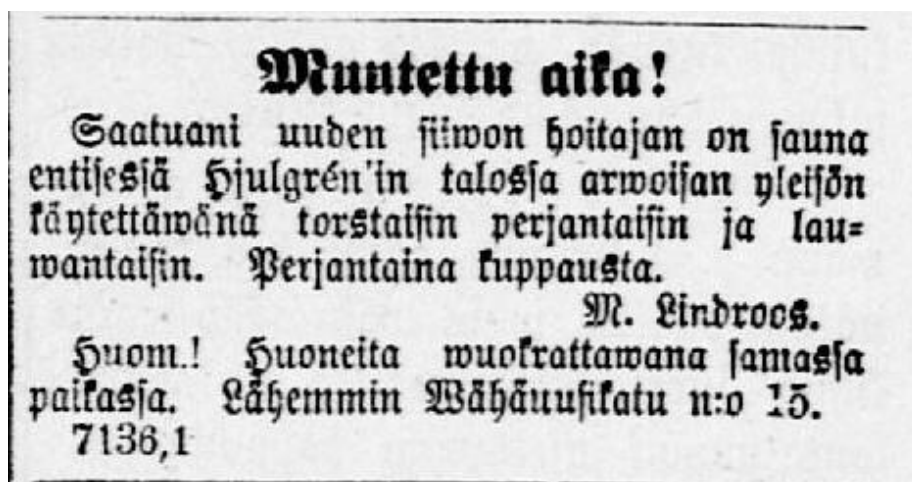 Muutettu aika!
Saatuani uuden siiwon hoitajan on sauna
entisessä Hjulgrén'in talossa arwoisan yleisön
käytettäwänä torstaisin perjantaisin ja lau-
wantaisin. Perjantaina kuppausta.
M. Lindroos.
Huom.! Huoneita wuokrattawana samassa
paikassa. Lähemmin Wähäuusikatu n:o 15.
7136,1